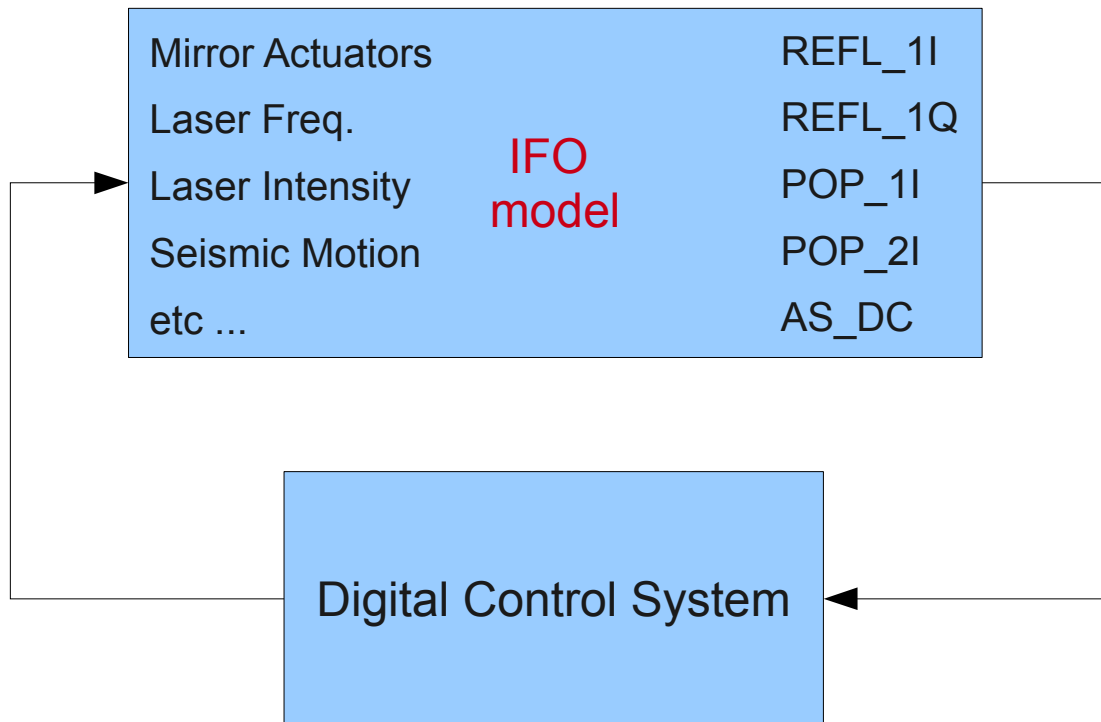 Mirror Actuators
Laser Freq.
Laser Intensity
Seismic Motion
etc ...
IFO
model
REFL_1I
REFL_1Q
POP_1I
POP_2I
AS_DC
Digital Control System